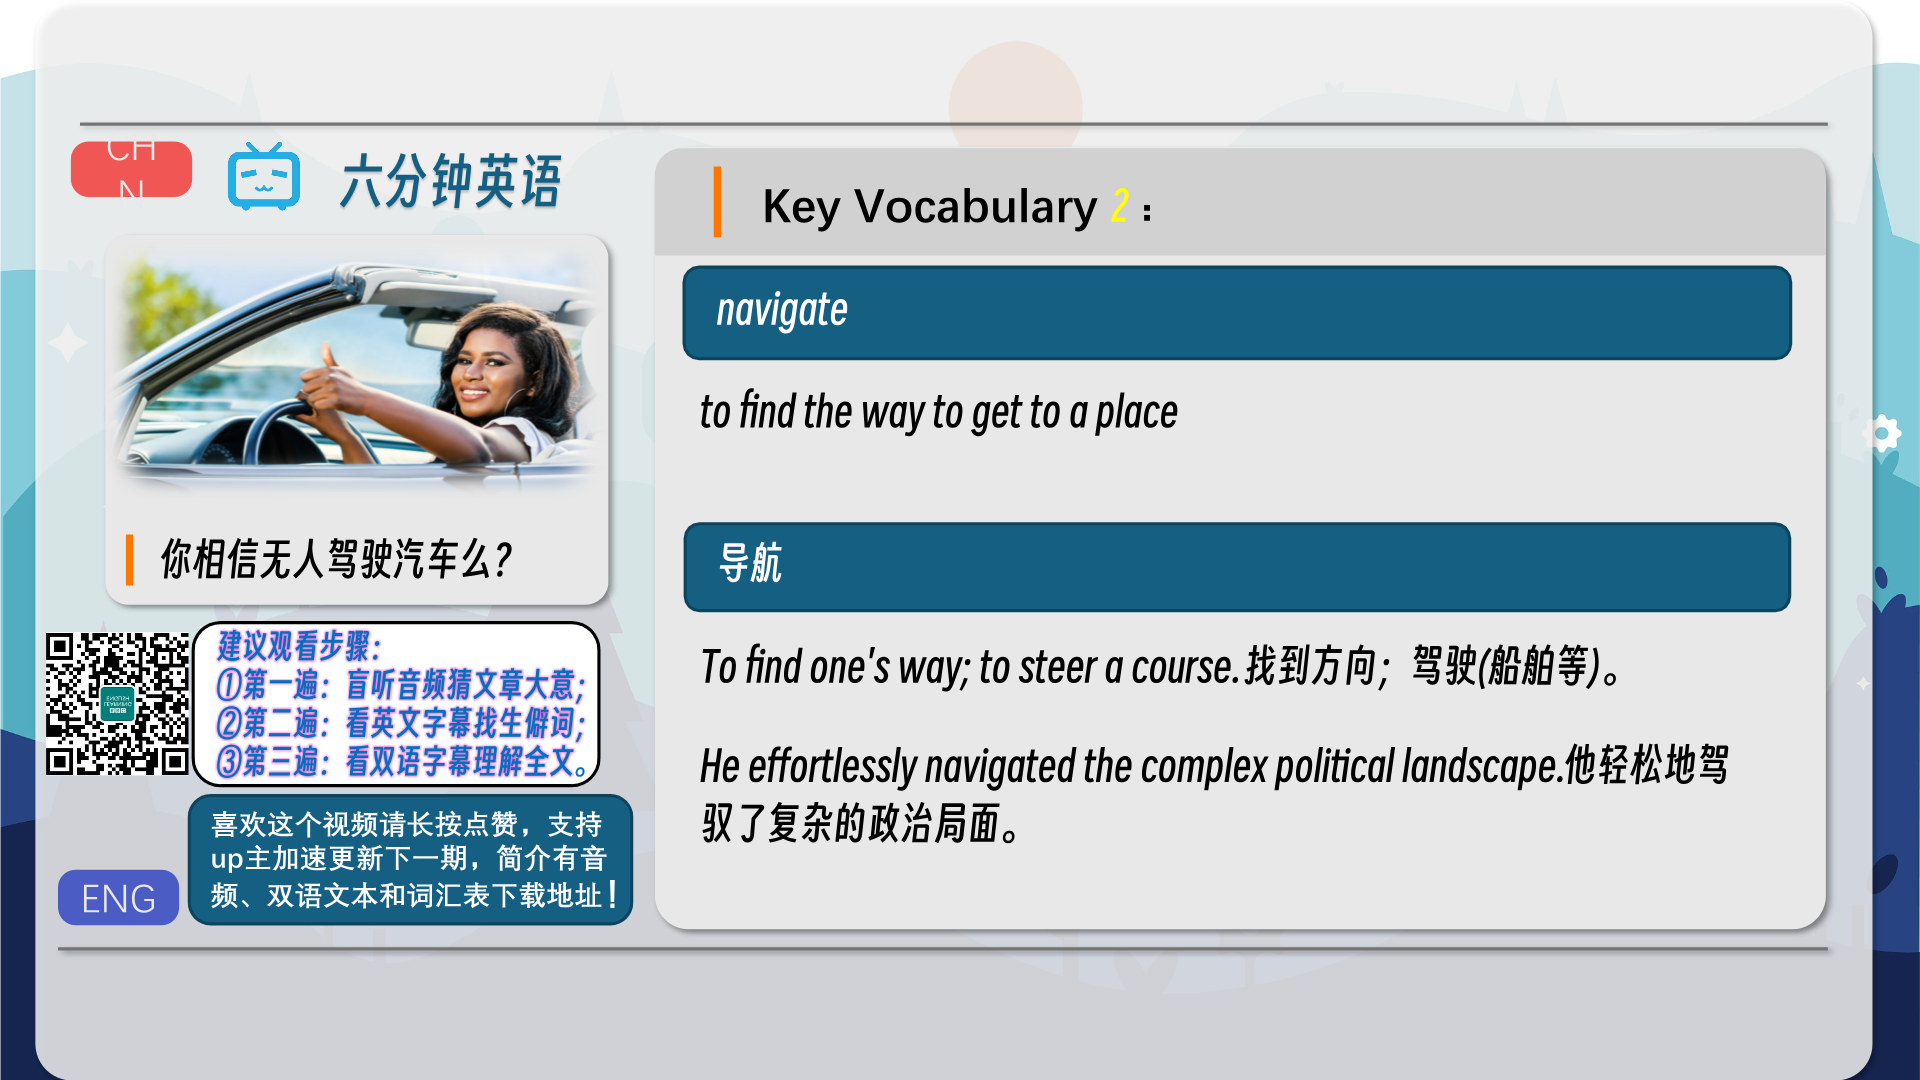 CH
N
六分钟英语
你相信无人驾驶汽车么？
建议观看步骤：
①第一遍：盲听音频猜文章大意；
②第二遍：看英文字幕找生僻词；
③第三遍：看双语字幕理解全文。
喜欢这个视频请长按点赞，支持
up主加速更新下一期，简介有音
频、双语文本和词汇表下载地址！
ENG
Key Vocabulary 2：
navigate
to find the way to get to a place
导航
To find one's way; to steer a course.找到方向；驾驶(船舶等)。
He effortlessly navigated the complex political landscape.他轻松地驾
驭了复杂的政治局面。